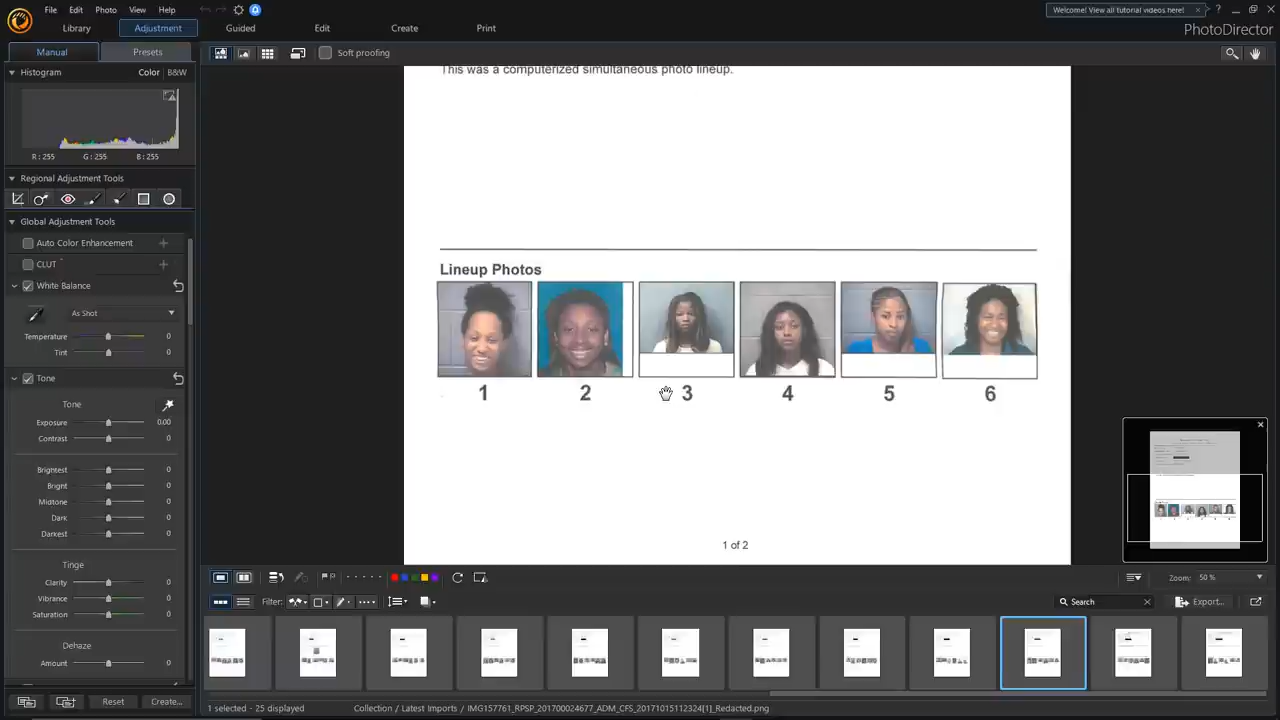 File Edit Photo View Help
Welcome! View all tutorial videos here!
Library Adjustment Guided Edit Create Print
PhotoDirector
Manual Presets
Soft proofing
Histogram Color B&W
R : 255 G : 255 B : 255
Regional Adjustment Tools
Global Adjustment Tools
Auto Color Enhancement
CLUT
White Balance
As Shot
Temperature 0
Tint 0
Tone
Tone
Exposure 0.00
Contrast 0
Brightest 0
Bright 0
Midtone 0
Dark 0
Darkest 0
Tinge
Clarity 0
Vibrance 0
Saturation 0
Dehaze
Amount 0
Reset Create...
This was a computerized simultaneous photo lineup.
Lineup Photos
1 2 3 4 5 6
1 of 2
Zoom: 50 %
Filter:
Search
Export...
1 selected - 25 displayed
Collection / Latest Imports / IMG157761_RPSP_201700024677_ADM_CFS_20171015112324[1]_Redacted.png